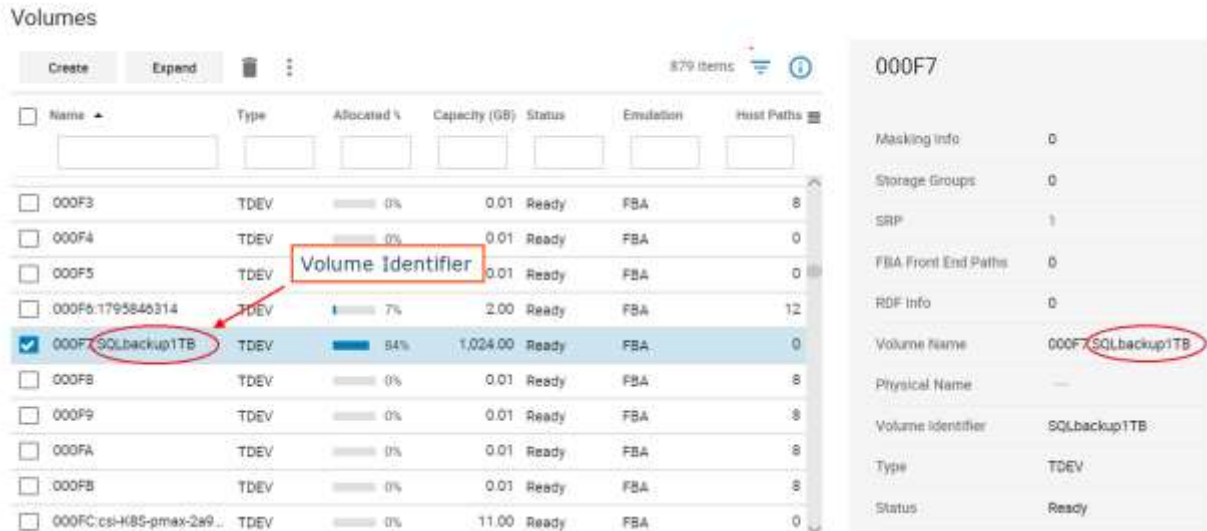 Volumes
Create Expand 879 items
Name Type Allocated % Capacity (GB) Status Emulation Host Paths
000F3 TDEV 0% 0.01 Ready FBA 8
000F4 TDEV 0% 0.01 Ready FBA 0
000F5 TDEV 0.01 Ready FBA 0
Volume Identifier
000F6:1795846314 TDEV 7% 2.00 Ready FBA 12
000F7:SQLbackup1TB TDEV 84% 1,024.00 Ready FBA 0
000F8 TDEV 0% 0.01 Ready FBA 8
000F9 TDEV 0% 0.01 Ready FBA 8
000FA TDEV 0% 0.01 Ready FBA 8
000FB TDEV 0% 0.01 Ready FBA 8
000FC:csi-K8S-pmax-2a9... TDEV 0% 11.00 Ready FBA 0
000F7
Masking Info 0
Storage Groups 0
SRP 1
FBA Front End Paths 0
RDF Info 0
Volume Name 000F7:SQLbackup1TB
Physical Name ---
Volume Identifier SQLbackup1TB
Type TDEV
Status Ready